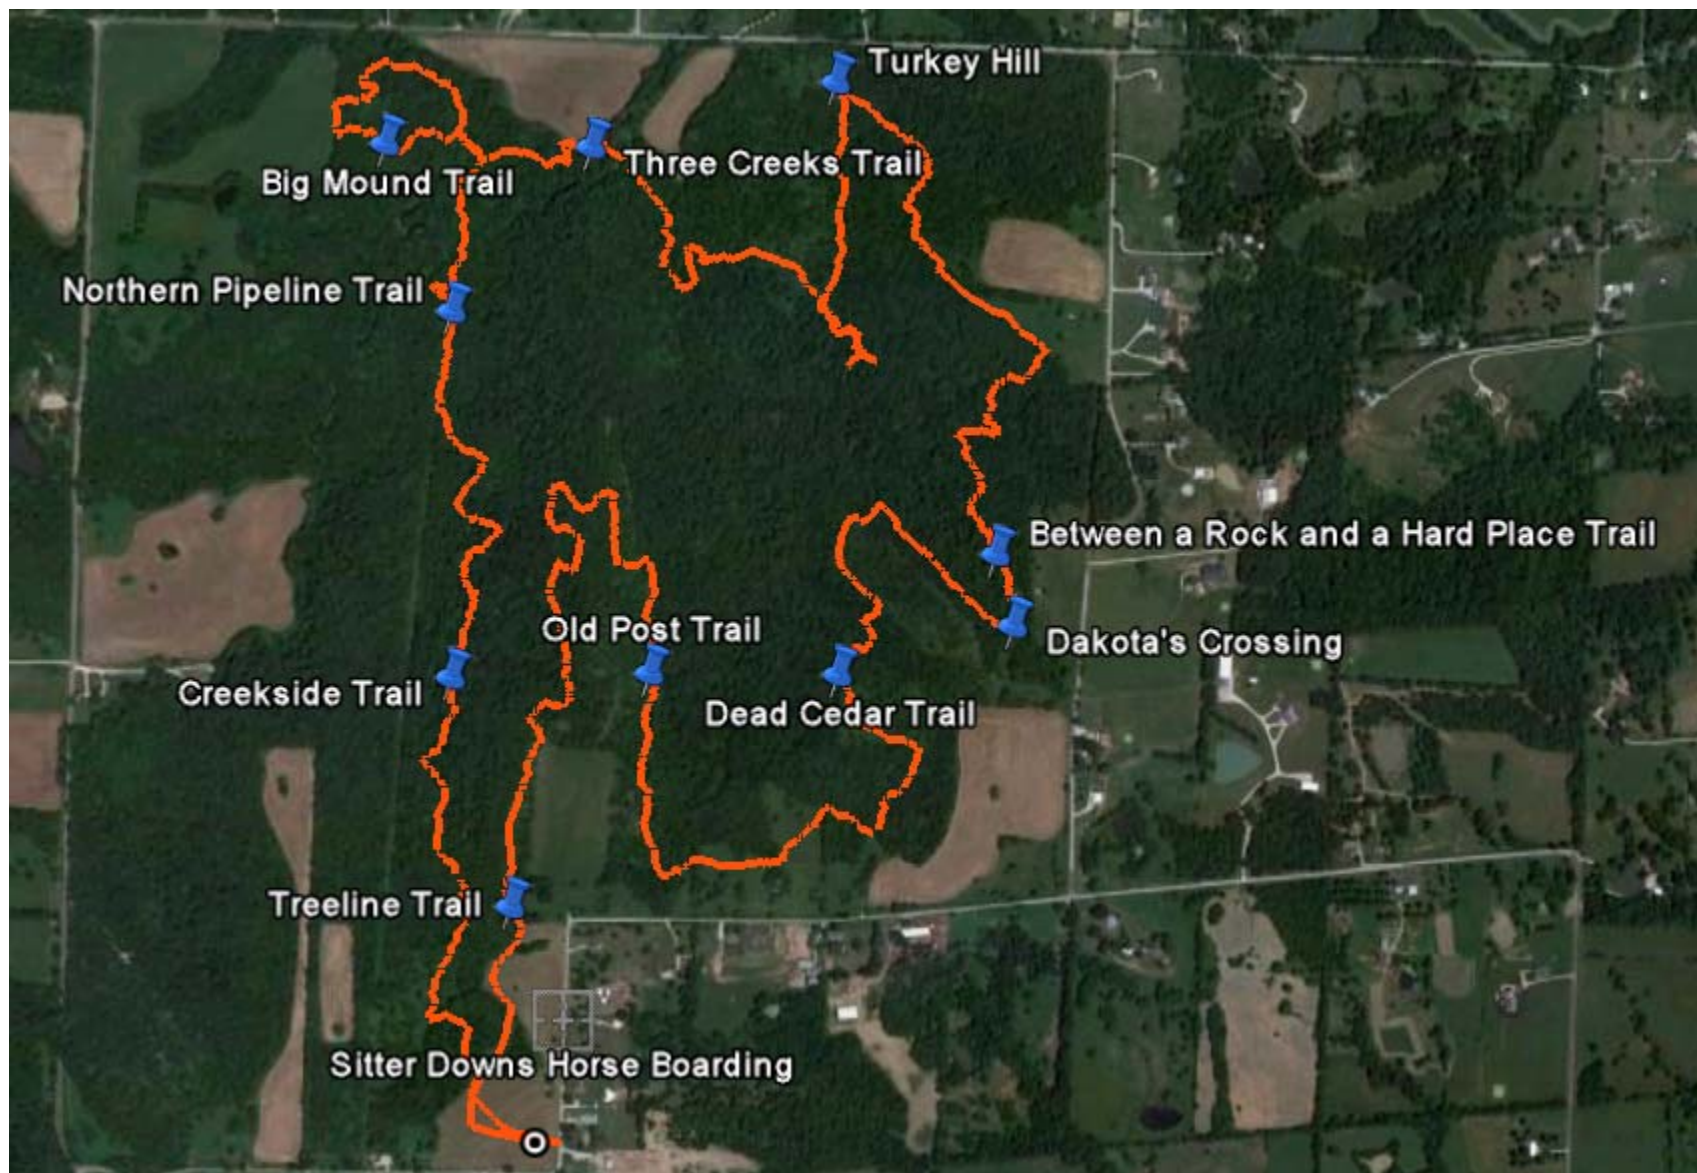 Turkey Hill
Three Creeks Trail
Big Mound Trail
Northern Pipeline Trail
Between a Rock and a Hard Place Trail
Old Post Trail
Dakota's Crossing
Creekside Trail
Dead Cedar Trail
Treeline Trail
Sitter Downs Horse Boarding